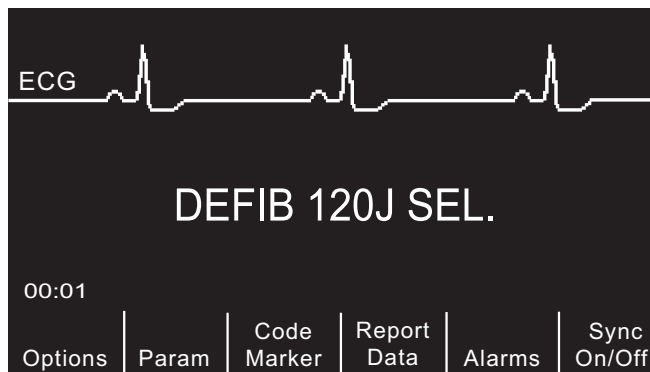 ECG
DEFIB 120J SEL.
00:01
Options
Param
Code
Marker
Report
Data
Alarms
Sync
On/Off